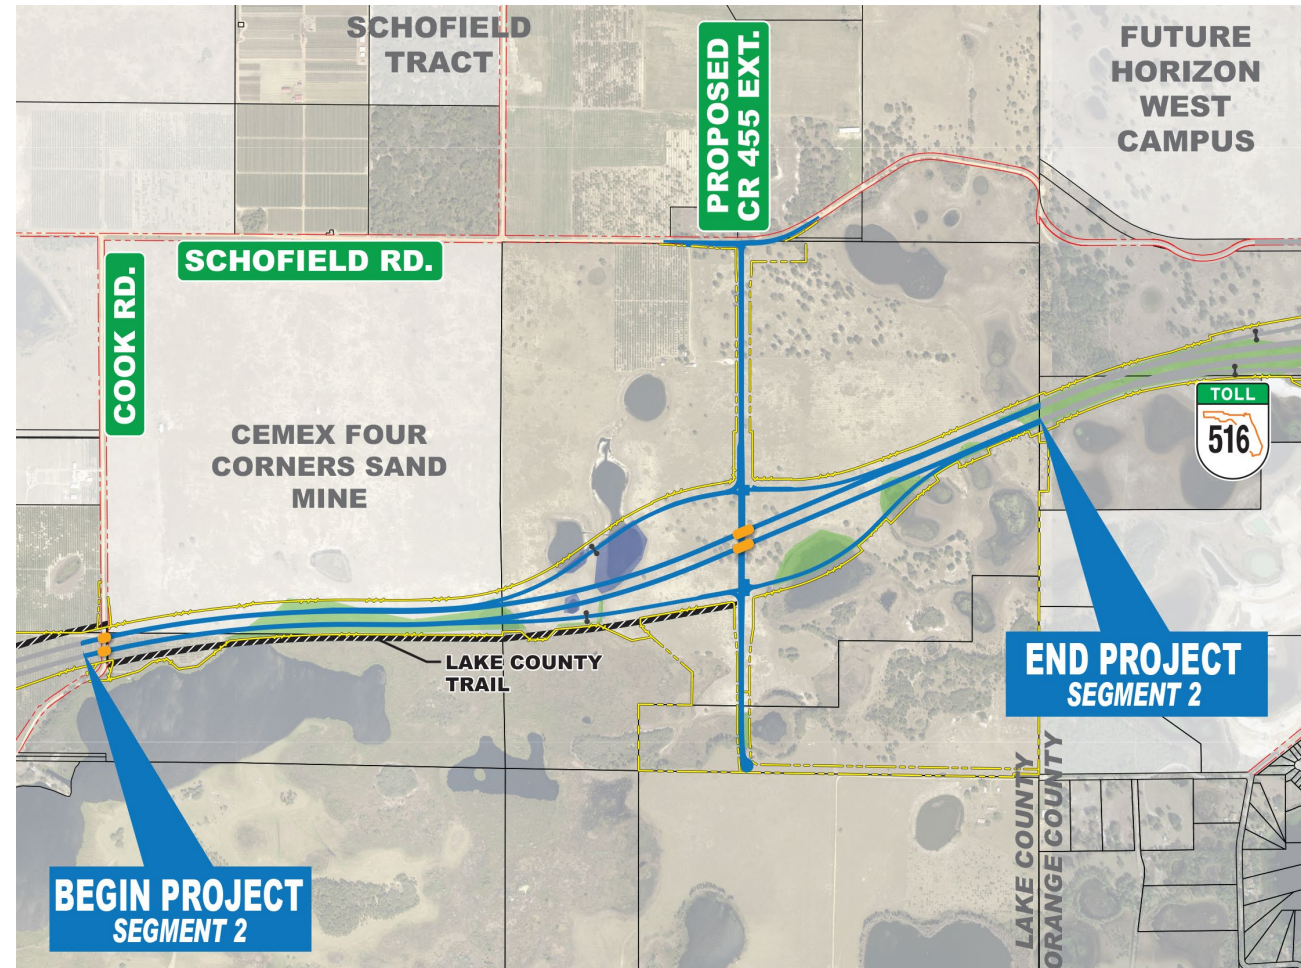 SCHOFIELD
TRACT
PROPOSED
CR 455 EXT.
FUTURE
HORIZON
WEST
CAMPUS
SCHOFIELD RD.
COOK RD.
TOLL
516
CEMEX FOUR
CORNERS SAND
MINE
LAKE COUNTY
TRAIL
END PROJECT
SEGMENT 2
LAKE COUNTY
ORANGE COUNTY
BEGIN PROJECT
SEGMENT 2